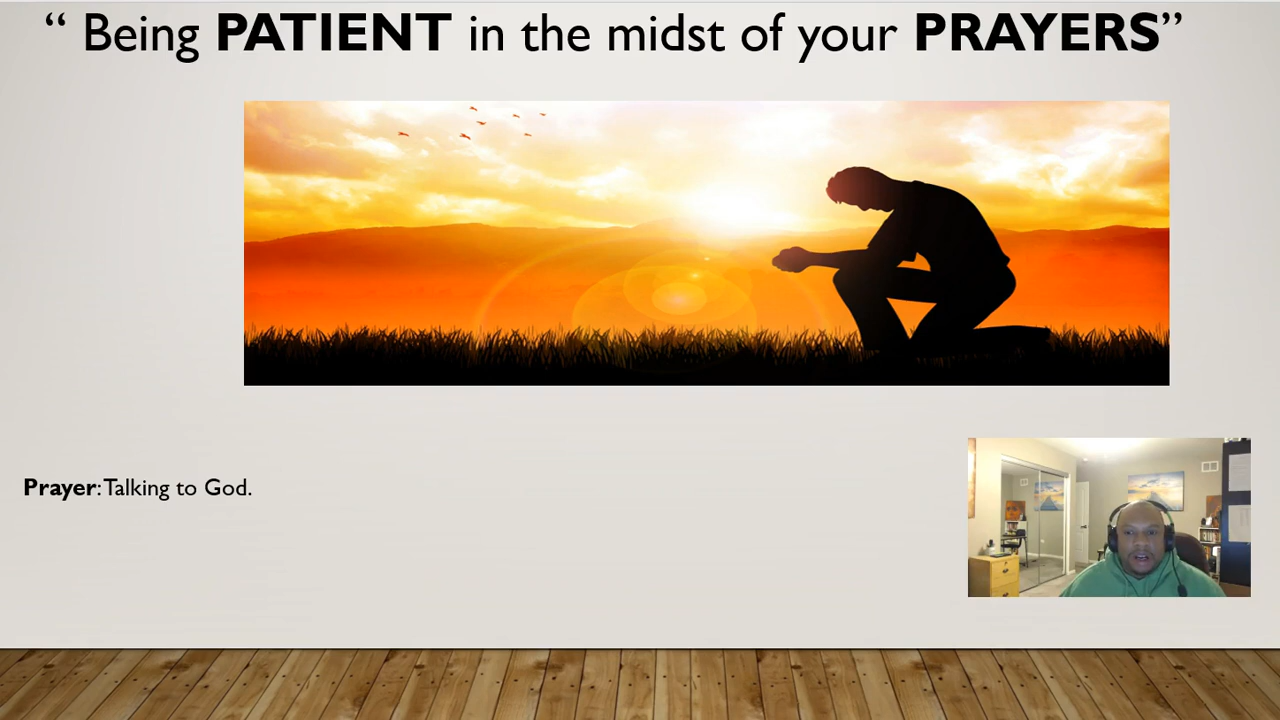 “ Being PATIENT in the midst of your PRAYERS”
Prayer: Talking to God.